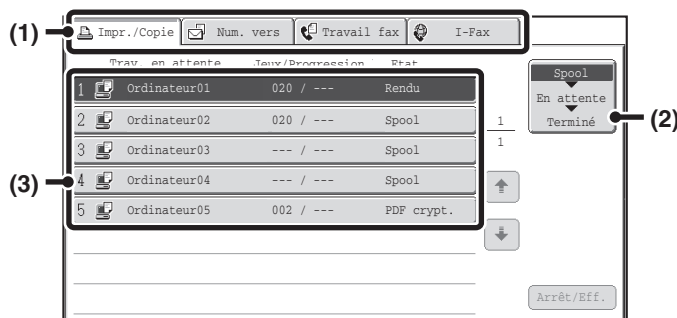 (1) Impr./Copie Num. vers Travail fax I-Fax
Trav. en attente Jeux/Progression Etat
1 Ordinateur01 020 / --- Rendu
2 Ordinateur02 020 / --- Spool
3 Ordinateur03 --- / --- Spool
(3) 4 Ordinateur04 --- / --- Spool
5 Ordinateur05 002 / --- PDF crypt.
1
1
Spool
En attente
Terminé (2)
Arrêt/Eff.